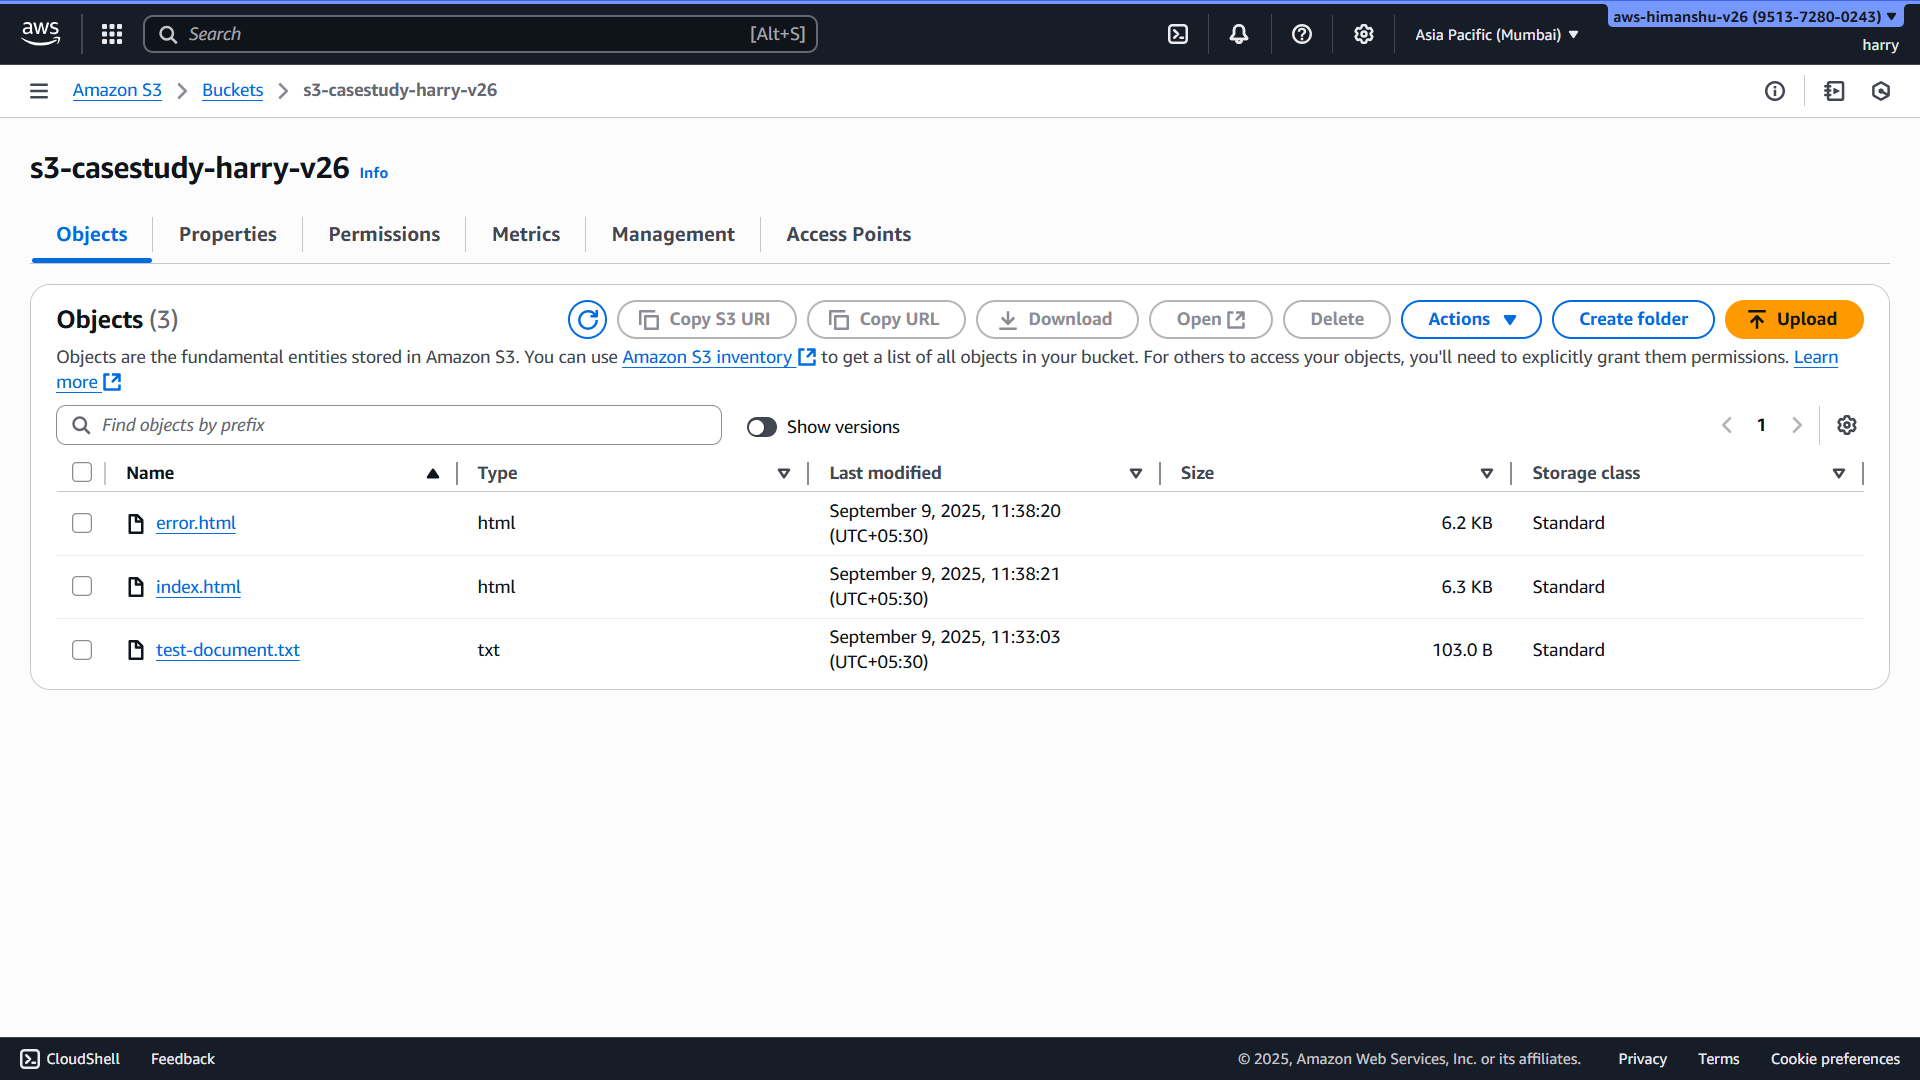 aws
Search [Alt+S]
Asia Pacific (Mumbai)
aws-himanshu-v26 (9513-7280-0243)
harry
Amazon S3 Buckets s3-casestudy-harry-v26
s3-casestudy-harry-v26 Info
Objects Properties Permissions Metrics Management Access Points
Objects (3)
Copy S3 URI Copy URL Download Open Delete Actions Create folder Upload
Objects are the fundamental entities stored in Amazon S3. You can use Amazon S3 inventory to get a list of all objects in your bucket. For others to access your objects, you'll need to explicitly grant them permissions. Learn
more
Find objects by prefix
Show versions
1
Name Type Last modified Size Storage class
error.html html September 9, 2025, 11:38:20 (UTC+05:30) 6.2 KB Standard
index.html html September 9, 2025, 11:38:21 (UTC+05:30) 6.3 KB Standard
test-document.txt txt September 9, 2025, 11:33:03 (UTC+05:30) 103.0 B Standard
CloudShell Feedback © 2025, Amazon Web Services, Inc. or its affiliates. Privacy Terms Cookie preferences